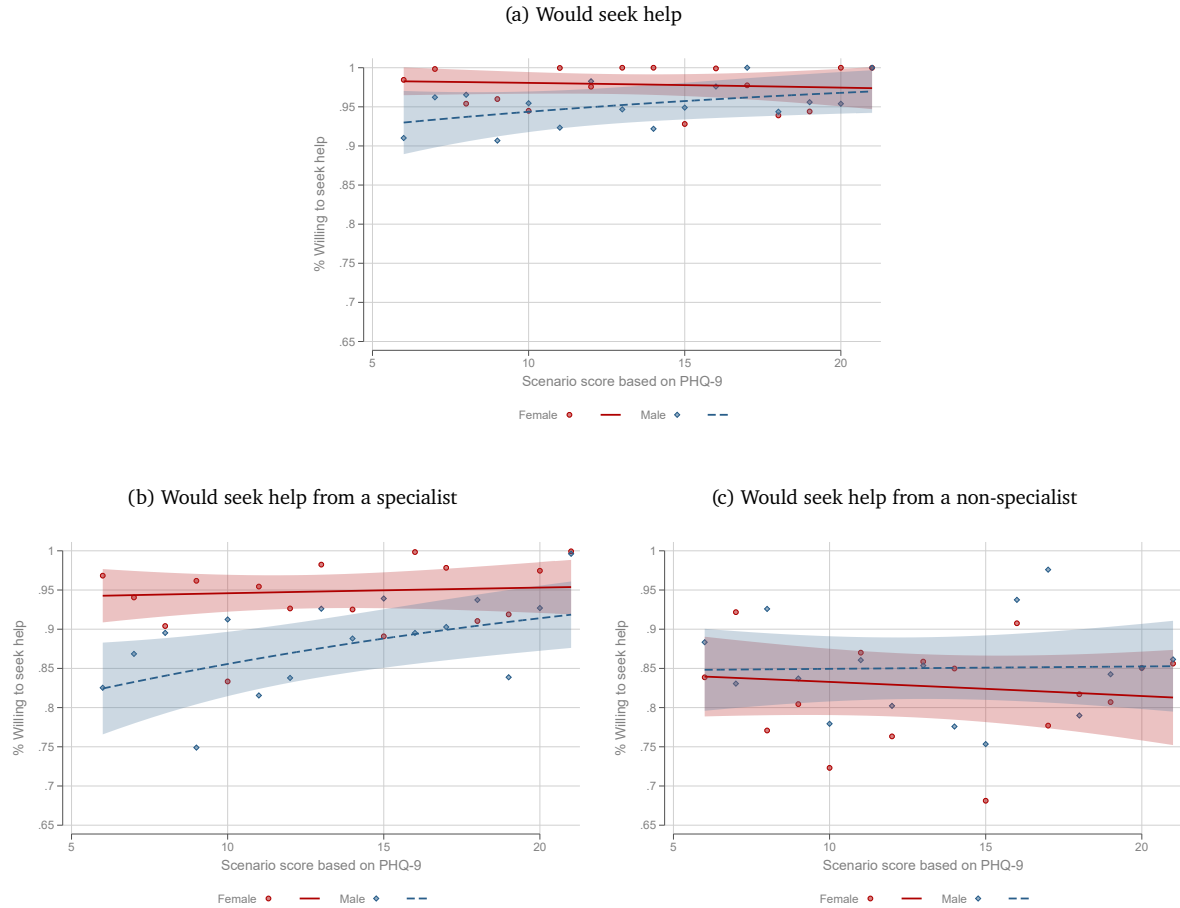 (a) Would seek help
1
.95
.9
.85
.8
.75
.7
.65
% Willing to seek help
5 10 15 20
Scenario score based on PHQ-9
Female Male
(b) Would seek help from a specialist
1
.95
.9
.85
.8
.75
.7
.65
% Willing to seek help
5 10 15 20
Scenario score based on PHQ-9
Female Male
(c) Would seek help from a non-specialist
1
.95
.9
.85
.8
.75
.7
.65
% Willing to seek help
5 10 15 20
Scenario score based on PHQ-9
Female Male